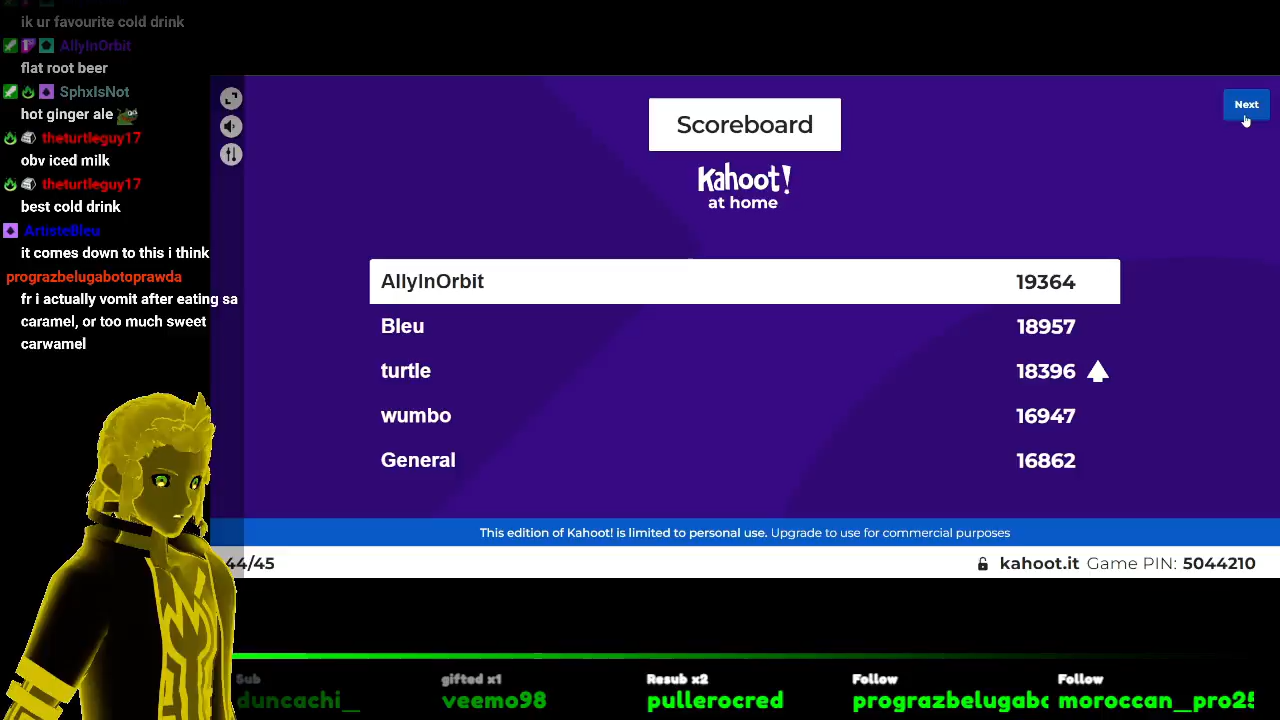 ik ur favourite cold drink
AllyInOrbit
flat root beer
SphxIsNot
hot ginger ale
theturtleguy17
obv iced milk
theturtleguy17
best cold drink
ArtisteBleu
it comes down to this i think
prograzbelugabotoprawda
fr i actually vomit after eating sa
caramel, or too much sweet
carwamel
Next
Scoreboard
Kahoot!
at home
AllyInOrbit 19364
Bleu 18957
turtle 18396
wumbo 16947
General 16862
This edition of Kahoot! is limited to personal use. Upgrade to use for commercial purposes
44/45
kahoot.it Game PIN: 5044210
Sub
duncachi_
gifted x1
veemo98
Resub x2
pullerocred
Follow
prograzbelugabo
Follow
moroccan_pro25